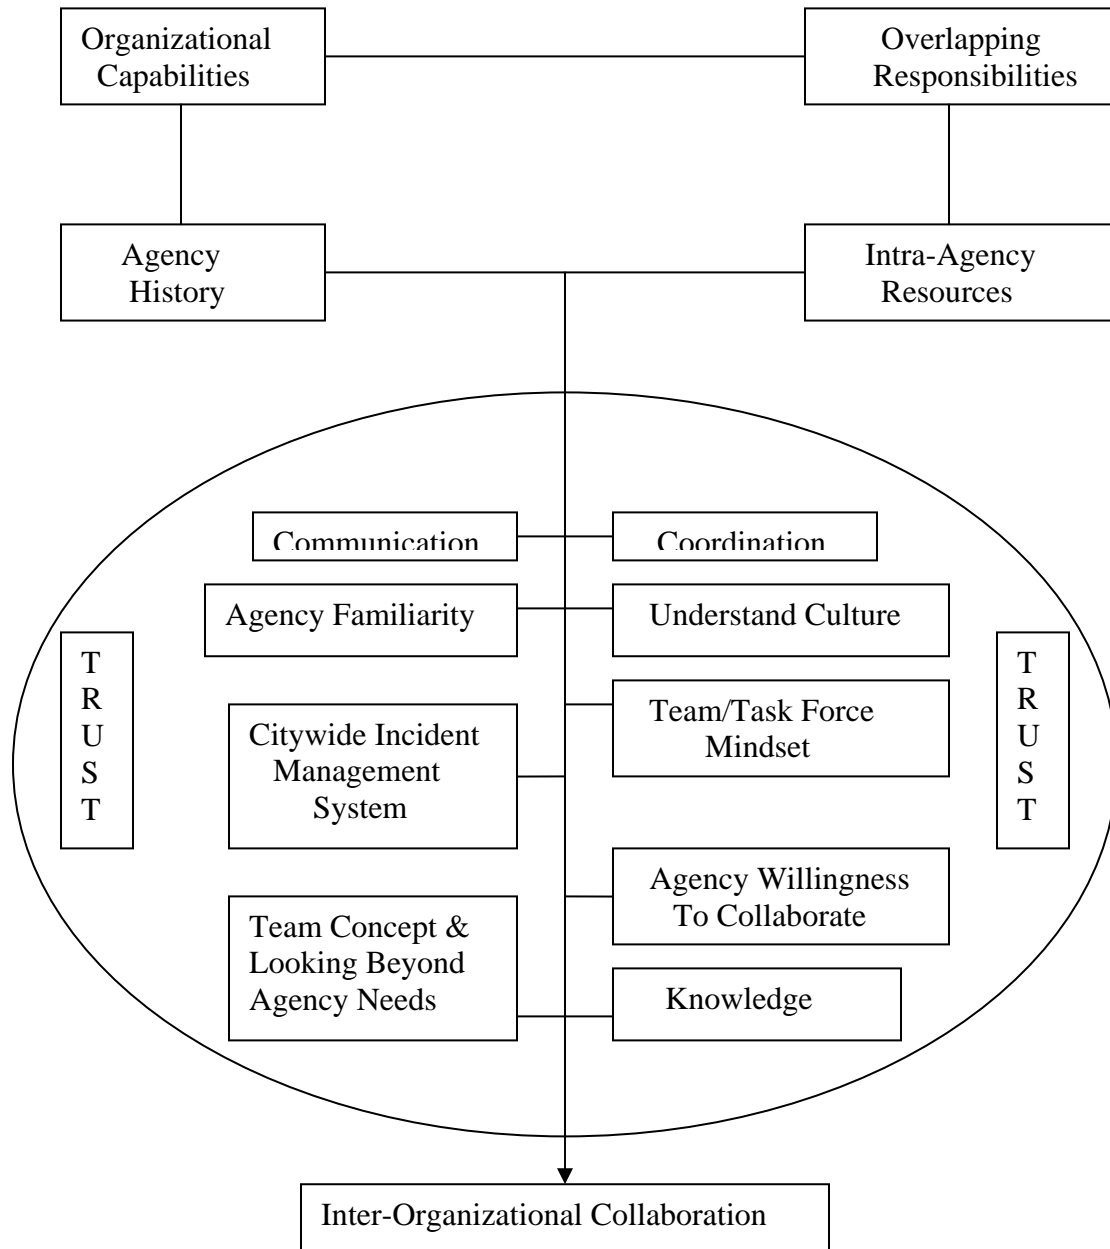 Organizational
Capabilities
Overlapping
Responsibilities
Agency
History
Intra-Agency
Resources
Communication
Coordination
Agency Familiarity
Understand Culture
T
R
U
S
T
Citywide Incident
Management
System
Team/Task Force
Mindset
T
R
U
S
T
Team Concept &
Looking Beyond
Agency Needs
Agency Willingness
To Collaborate
Knowledge
Inter-Organizational Collaboration